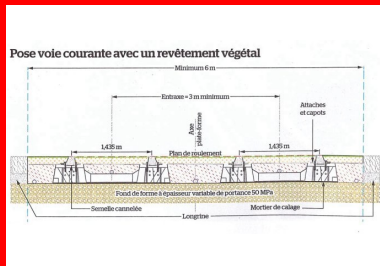 Pose voie courante avec un revêtement végétal
Minimum 6 m
Entraxe = 3 m minimum
Attaches
et capots
Axe
plate-forme
1,435 m
1,435 m
Plan de roulement
Fond de forme à épaisseur variable de portance 50 MPa
Semelle cannelée
Mortier de calage
Longrine